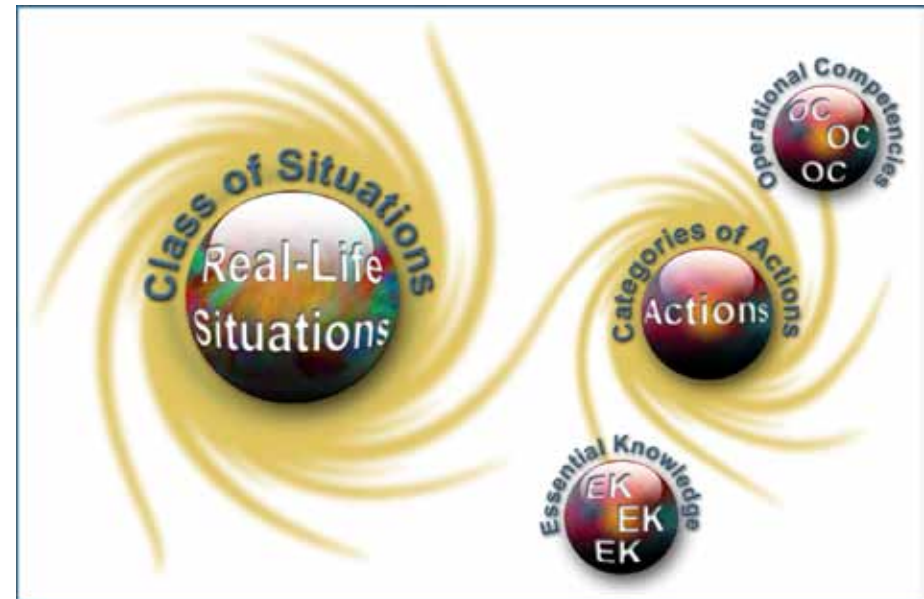 Class of Situations
Real-Life
Situations
Operational Competencies
OC
OC
OC
Categories of Actions
Actions
Essential Knowledge
EK
EK
EK